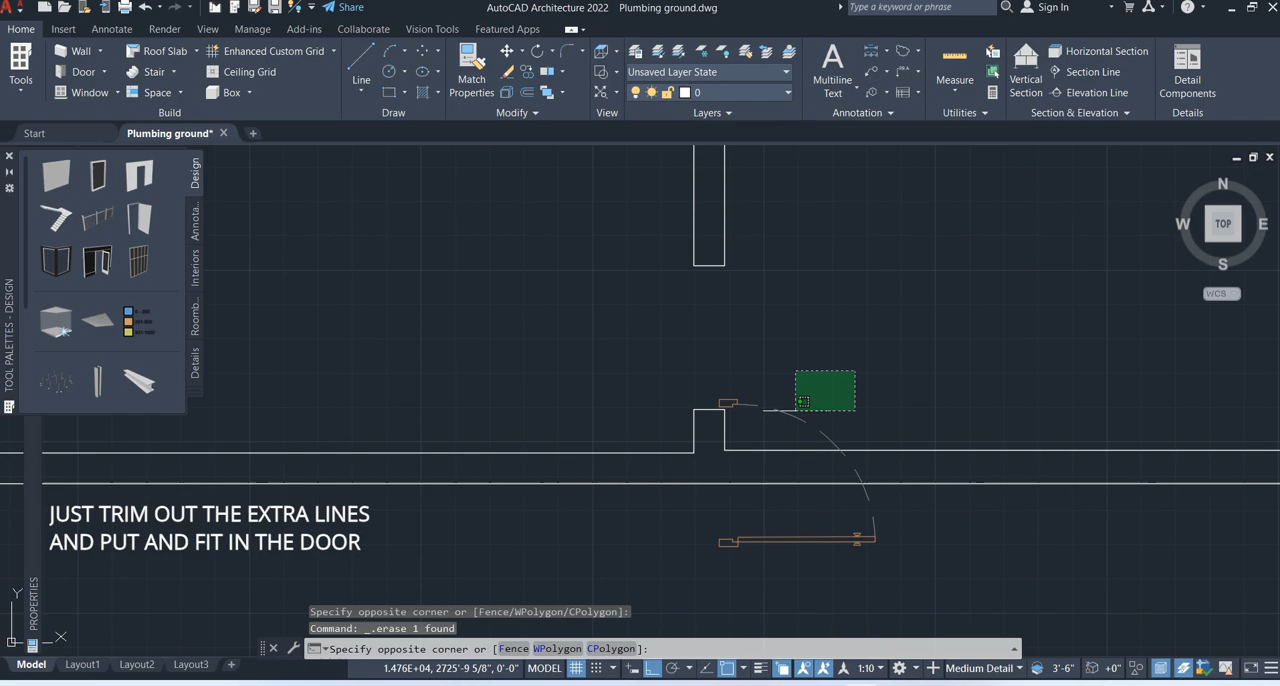 Share
AutoCAD Architecture 2022 Plumbing ground.dwg
Type a keyword or phrase
Sign In
Home Insert Annotate Render View Manage Add-ins Collaborate Vision Tools Featured Apps
Tools
Wall
Door
Window
Roof Slab
Stair
Space
Enhanced Custom Grid
Ceiling Grid
Box
Build
Line
Draw
Match
Properties
Modify
View
Unsaved Layer State
0
Layers
Multiline
Text
Annotation
Measure
Utilities
Vertical
Section
Horizontal Section
Section Line
Elevation Line
Section & Elevation
Detail
Components
Details
Start
Plumbing ground*
Design
Annota...
Interiors
Roomb...
Details
TOOL PALETTES - DESIGN
PROPERTIES
N
W TOP E
S
WCS
JUST TRIM OUT THE EXTRA LINES
AND PUT AND FIT IN THE DOOR
Y
X
Specify opposite corner or [Fence/WPolygon/CPolygon]:
Command: _.erase 1 found
Specify opposite corner or [Fence WPolygon CPolygon]:
Model Layout1 Layout2 Layout3
1.476E+04, 2725'-9 5/8", 0'-0" MODEL
1:10
Medium Detail
3'-6"
+0"